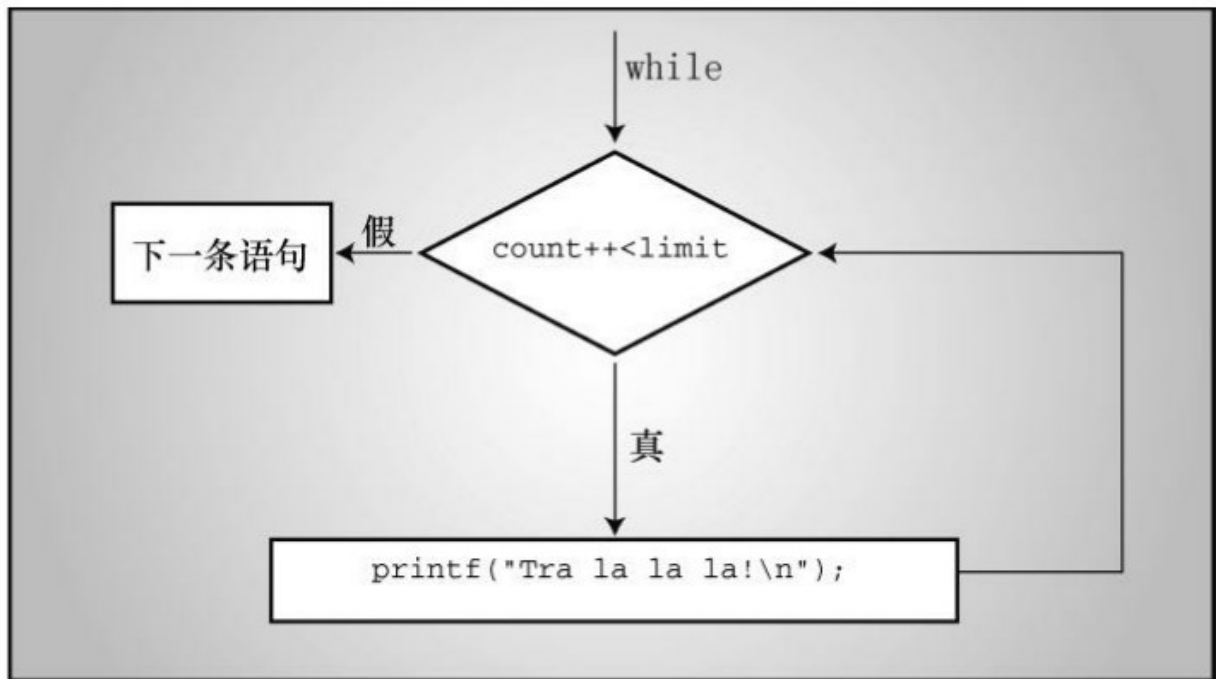 while
count++<limit
假
下一条语句
真
printf("Tra la la la!\n");